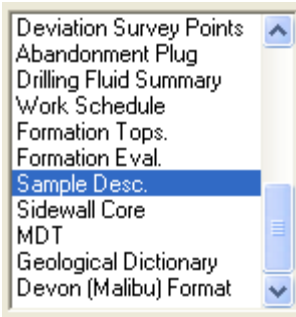 Deviation Survey Points
Abandonment Plug
Drilling Fluid Summary
Work Schedule
Formation Tops.
Formation Eval.
Sample Desc.
Sidewall Core
MDT
Geological Dictionary
Devon (Malibu) Format